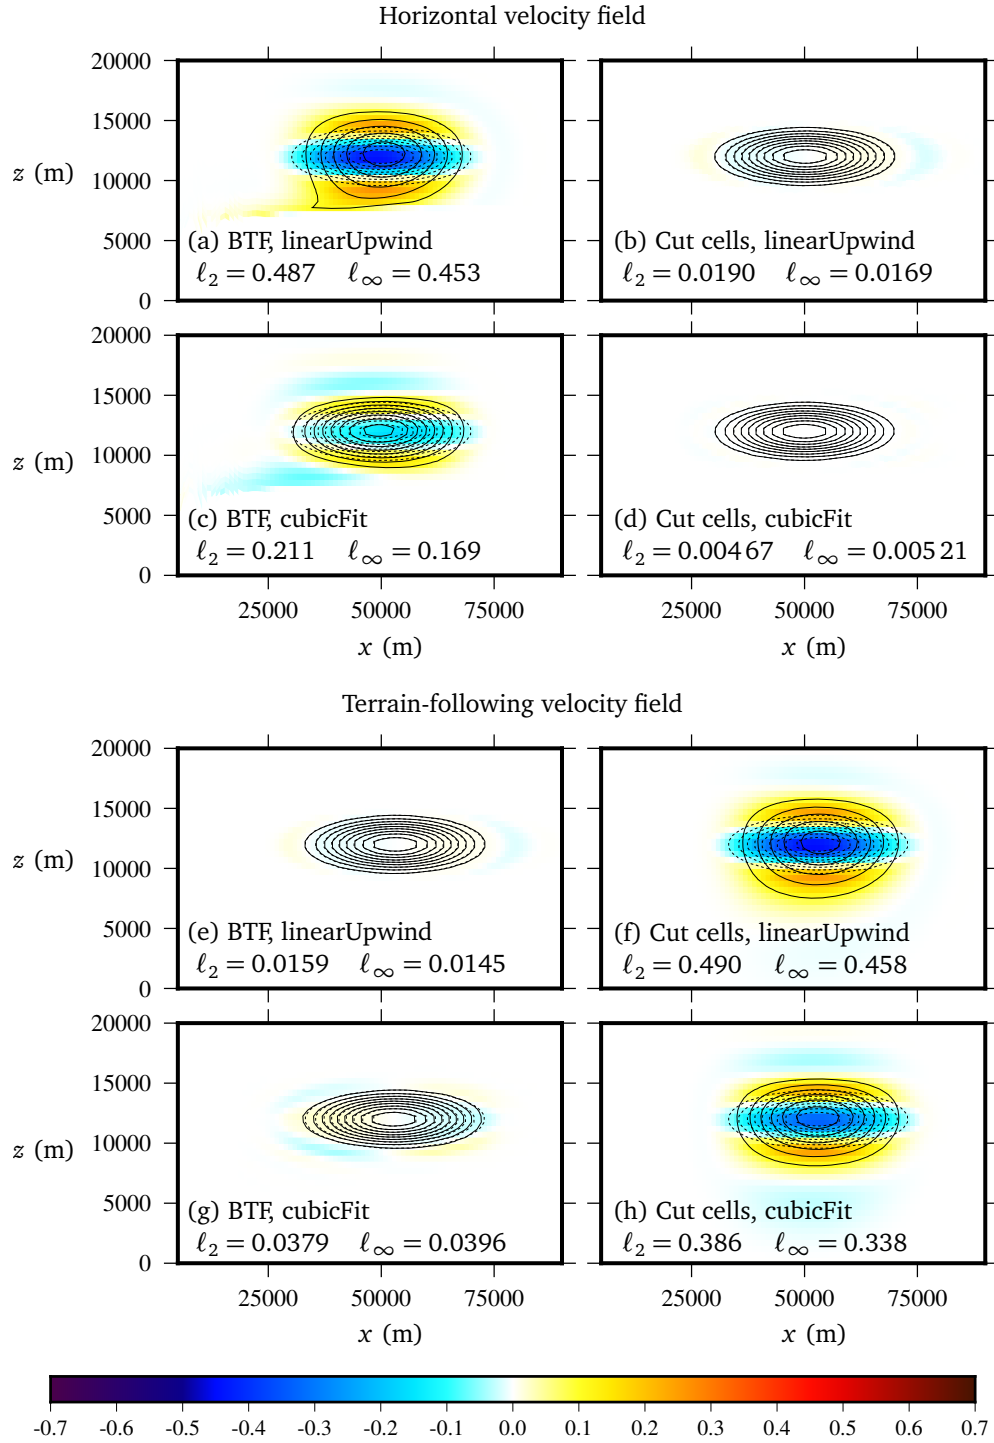 Horizontal velocity field
20000
15000
z (m) 10000
5000
0
(a) BTF, linearUpwind
ℓ2 = 0.487 ℓ∞ = 0.453
(b) Cut cells, linearUpwind
ℓ2 = 0.0190 ℓ∞ = 0.0169
20000
15000
z (m) 10000
5000
0
(c) BTF, cubicFit
ℓ2 = 0.211 ℓ∞ = 0.169
(d) Cut cells, cubicFit
ℓ2 = 0.00467 ℓ∞ = 0.00521
25000 50000 75000 25000 50000 75000
x (m) x (m)
Terrain-following velocity field
20000
15000
z (m) 10000
5000
0
(e) BTF, linearUpwind
ℓ2 = 0.0159 ℓ∞ = 0.0145
(f) Cut cells, linearUpwind
ℓ2 = 0.490 ℓ∞ = 0.458
20000
15000
z (m) 10000
5000
0
(g) BTF, cubicFit
ℓ2 = 0.0379 ℓ∞ = 0.0396
(h) Cut cells, cubicFit
ℓ2 = 0.386 ℓ∞ = 0.338
25000 50000 75000 25000 50000 75000
x (m) x (m)
-0.7 -0.6 -0.5 -0.4 -0.3 -0.2 -0.1 0.0 0.1 0.2 0.3 0.4 0.5 0.6 0.7